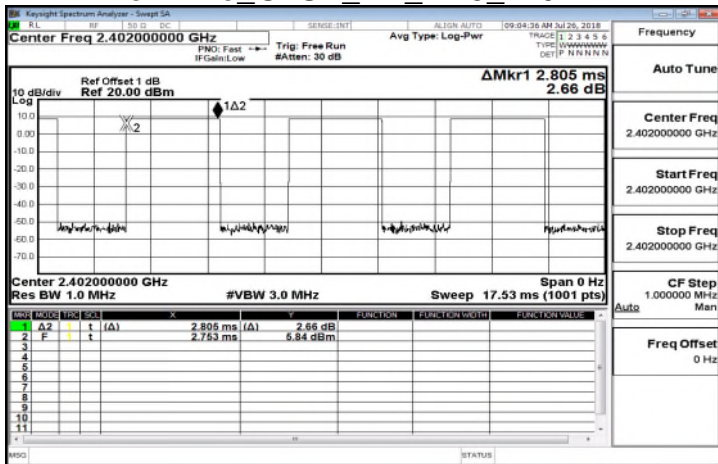 Keysight Spectrum Analyzer - Swept SA
RL RF 50 Ω DC SENSE:INT ALIGN AUTO 09:04:36 AM Jul 26, 2018
Center Freq 2.402000000 GHz
PNO: Fast
IFGain:Low
Trig: Free Run
#Atten: 30 dB
Avg Type: Log-Pwr
TRACE 1 2 3 4 5 6
TYPE WWWWWW
DET P N N N N N
Frequency
Auto Tune
Center Freq
2.402000000 GHz
Start Freq
2.402000000 GHz
Stop Freq
2.402000000 GHz
CF Step
1.000000 MHz
Auto Man
Freq Offset
0 Hz
ΔMkr1 2.805 ms
2.66 dB
Ref Offset 1 dB
10 dB/div Ref 20.00 dBm
Log
10.0
0.00
-10.0
-20.0
-30.0
-40.0
-50.0
-60.0
-70.0
1Δ2
2
Center 2.402000000 GHz Span 0 Hz
Res BW 1.0 MHz #VBW 3.0 MHz Sweep 17.53 ms (1001 pts)
MKR MODE TRC SCL X Y FUNCTION FUNCTION WIDTH FUNCTION VALUE
1 Δ2 1 t (Δ) 2.805 ms (Δ) 2.66 dB
2 F 1 t 2.753 ms 5.84 dBm
3
4
5
6
7
8
9
10
11
MSG STATUS